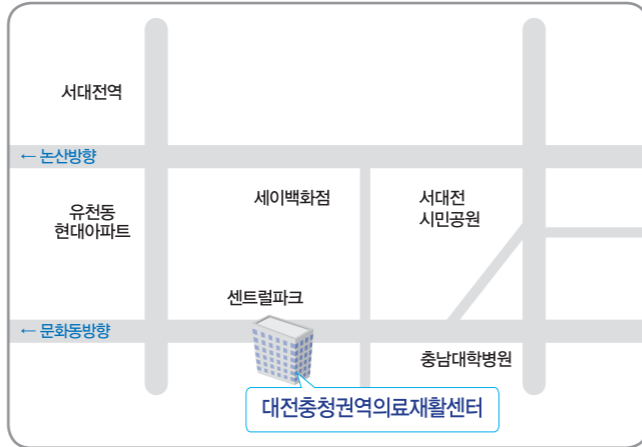 서대전역
← 논산방향
유천동
현대아파트
세이백화점
서대전
시민공원
센트럴파크
← 문화동방향
충남대학병원
대전충청권역의료재활센터